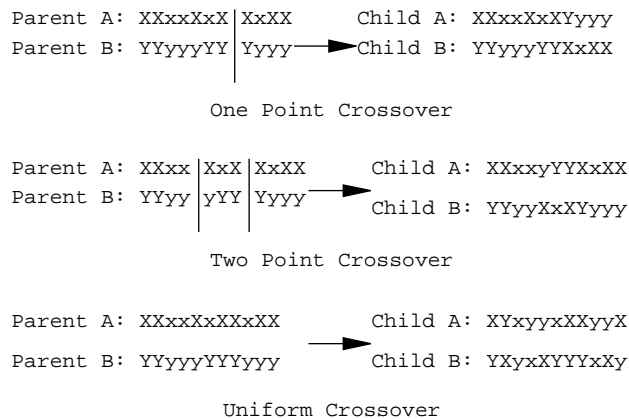 Parent A: XXxxXxX XxXX Child A: XXxxXxXYyyy
Parent B: YYyyyYY Yyyy Child B: YYyyyYYXxXX
One Point Crossover
Parent A: XXxx XxX XxXX Child A: XXxxyYYXxXX
Parent B: YYyy yYY Yyyy Child B: YYyyXxXYyyy
Two Point Crossover
Parent A: XXxxXxXXxXX Child A: XYxyyxXXyyX
Parent B: YYyyyYYYyyy Child B: YXyxXYYYxXy
Uniform Crossover